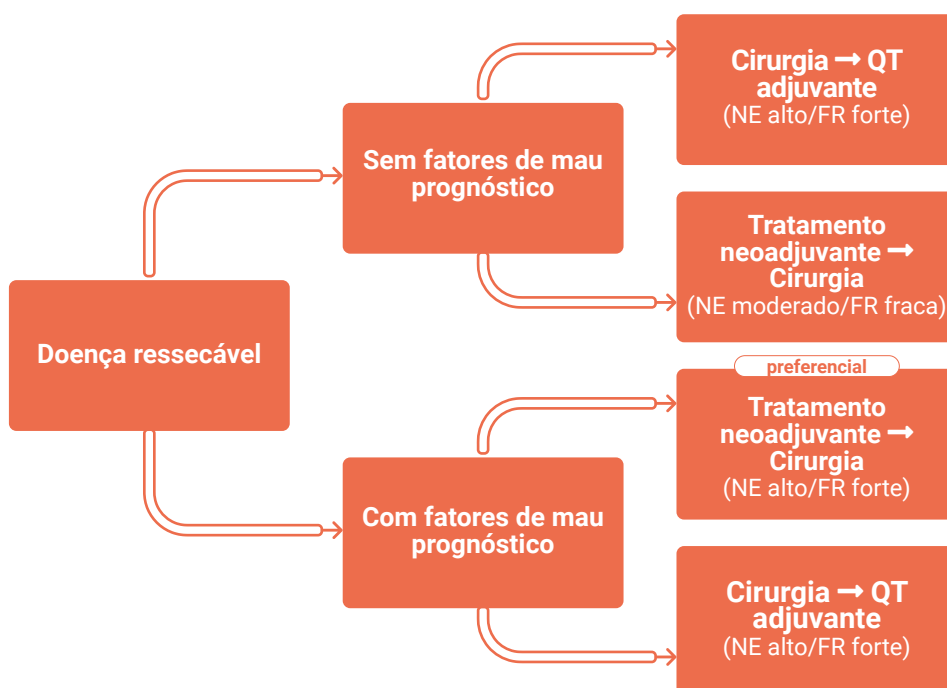 Cirurgia → QT
adjuvante
(NE alto/FR forte)
Sem fatores de mau
prognóstico
Tratamento
neoadjuvante →
Cirurgia
(NE moderado/FR fraca)
Doença ressecável
preferencial
Tratamento
neoadjuvante →
Cirurgia
(NE alto/FR forte)
Com fatores de mau
prognóstico
Cirurgia → QT
adjuvante
(NE alto/FR forte)